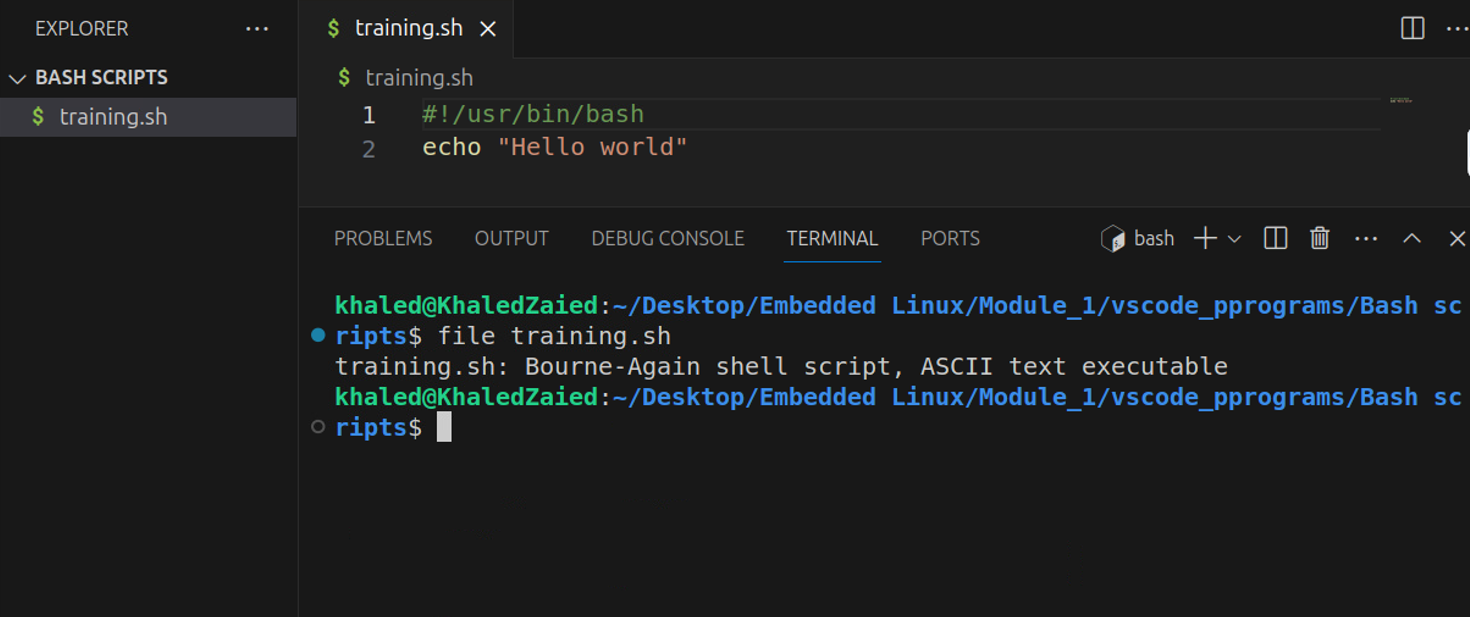 EXPLORER
BASH SCRIPTS
$ training.sh
$ training.sh
$ training.sh
1 #!/usr/bin/bash
2 echo "Hello world"
PROBLEMS OUTPUT DEBUG CONSOLE TERMINAL PORTS bash
khaled@KhaledZaied:~/Desktop/Embedded Linux/Module_1/vscode_pprograms/Bash sc
ripts$ file training.sh
training.sh: Bourne-Again shell script, ASCII text executable
khaled@KhaledZaied:~/Desktop/Embedded Linux/Module_1/vscode_pprograms/Bash sc
ripts$